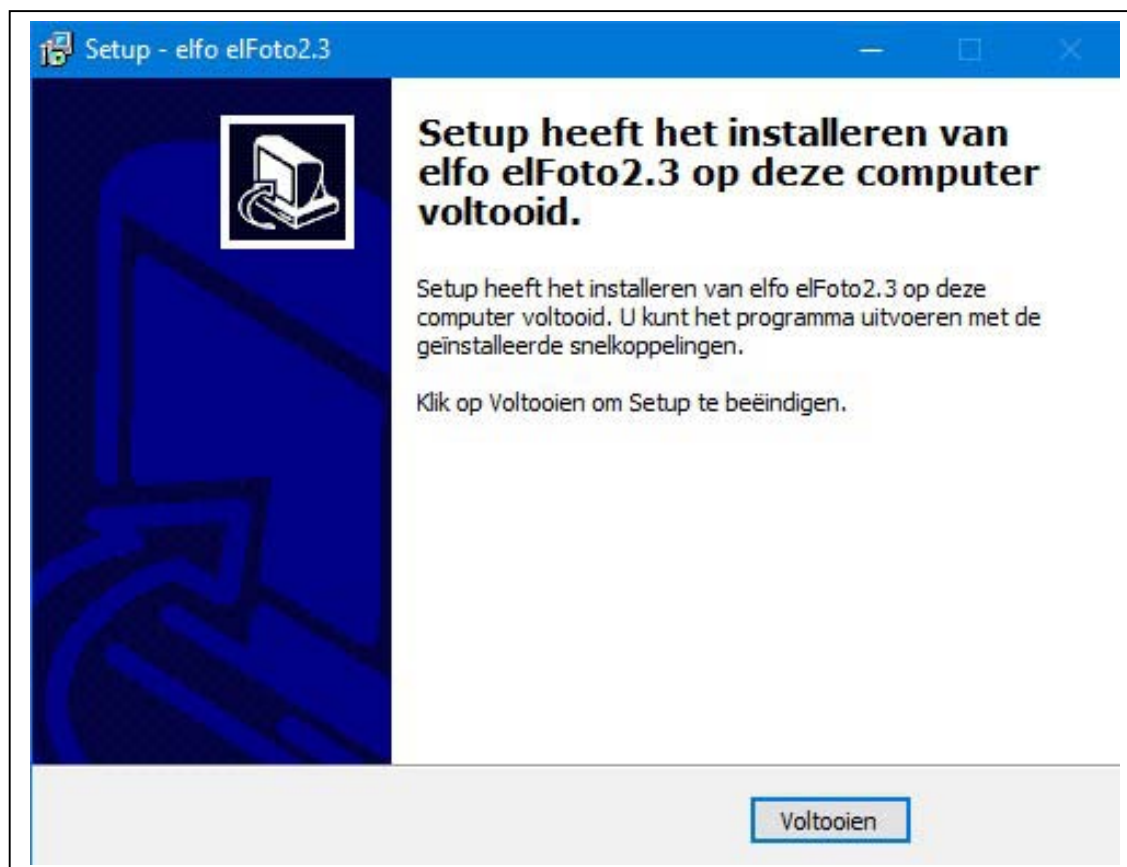 Setup - elfo elFoto2.3
Setup heeft het installeren van
elfo elFoto2.3 op deze computer
voltooid.
Setup heeft het installeren van elfo elFoto2.3 op deze
computer voltooid. U kunt het programma uitvoeren met de
geïnstalleerde snelkoppelingen.
Klik op Voltooien om Setup te beëindigen.
Voltooien